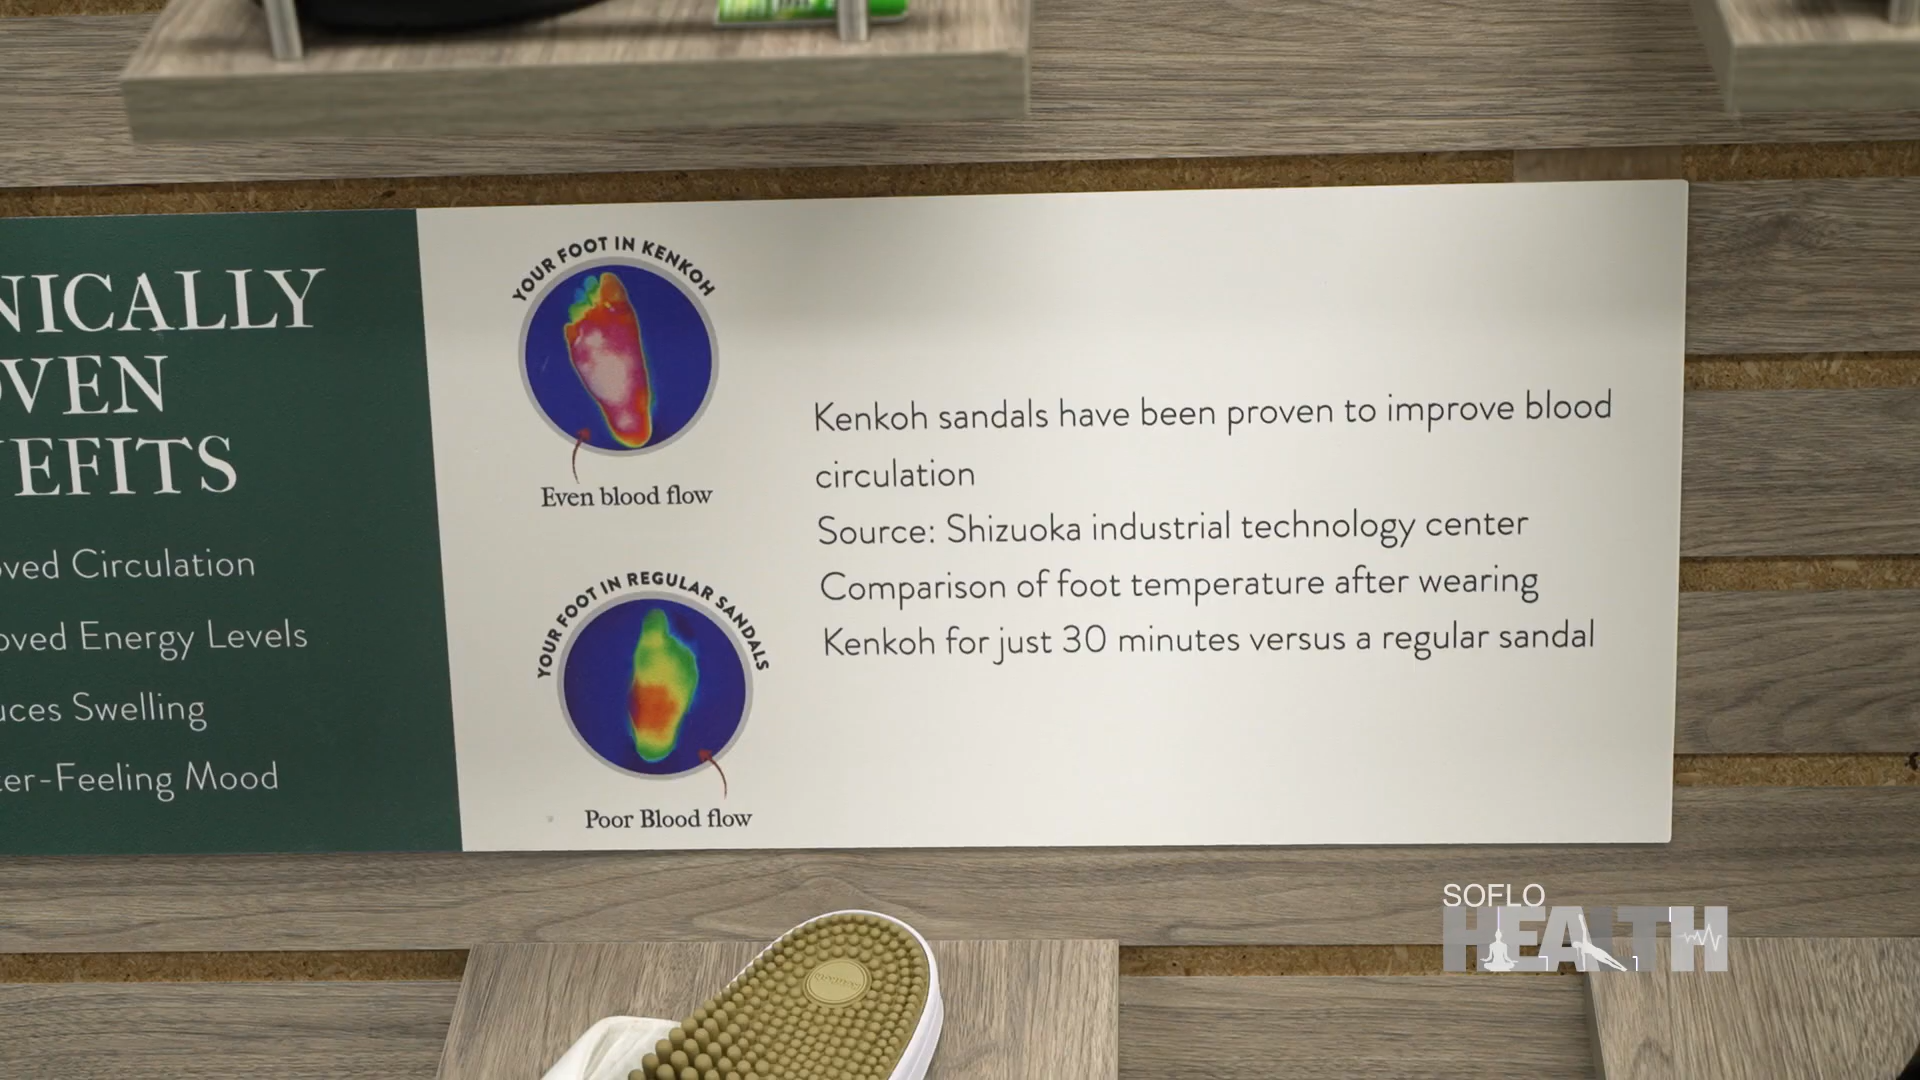 NICALLY
VEN
EFITS
ved Circulation
oved Energy Levels
uces Swelling
er-Feeling Mood
YOUR FOOT IN KENKOH
Even blood flow
YOUR FOOT IN REGULAR SANDALS
Poor Blood flow
Kenkoh sandals have been proven to improve blood
circulation
Source: Shizuoka industrial technology center
Comparison of foot temperature after wearing
Kenkoh for just 30 minutes versus a regular sandal
SOFLO
HEALTH